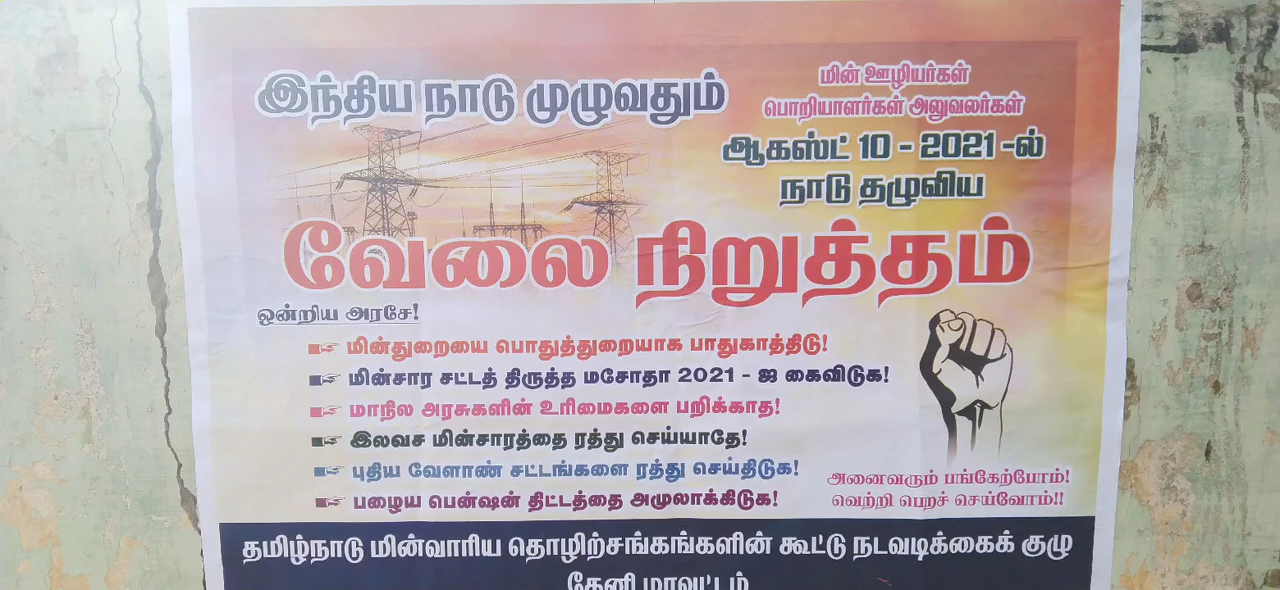 இந்திய நாடு முழுவதும்
மின் ஊழியர்கள்
பொறியாளர்கள் அலுவலர்கள்
ஆகஸ்ட் 10 - 2021 -ல்
நாடு தழுவிய
வேலை நிறுத்தம்
ஒன்றிய அரசே!
மின்துறையை பொதுத்துறையாக பாதுகாத்திடு!
மின்சார சட்டத் திருத்த மசோதா 2021 - ஐ கைவிடுக!
மாநில அரசுகளின் உரிமைகளை பறிக்காத!
இலவச மின்சாரத்தை ரத்து செய்யாதே!
புதிய வேளாண் சட்டங்களை ரத்து செய்திடுக!
பழைய பென்ஷன் திட்டத்தை அமுலாக்கிடுக!
அனைவரும் பங்கேற்போம்!
வெற்றி பெறச் செய்வோம்!!
தமிழ்நாடு மின்வாரிய தொழிற்சங்கங்களின் கூட்டு நடவடிக்கைக் குழு
தேனி மாவட்டம்